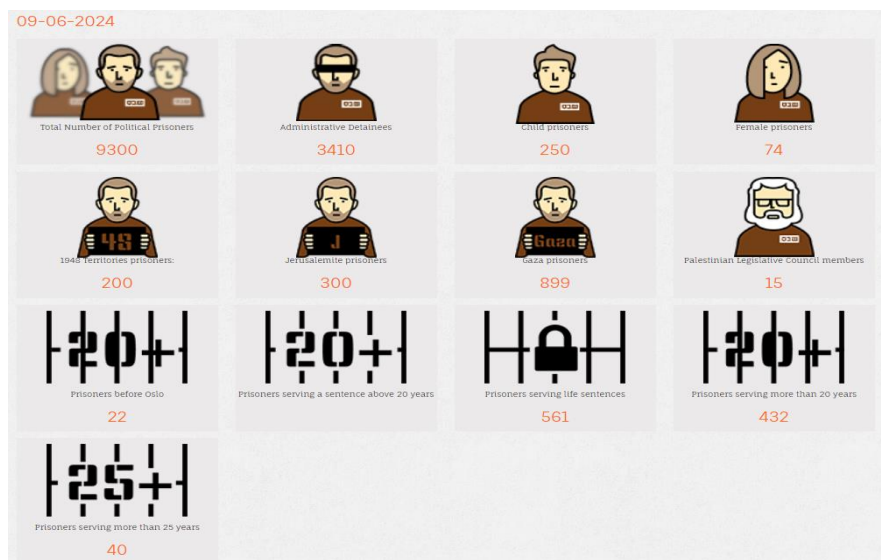 09-06-2024
Total Number of Political Prisoners
9300
Administrative Detainees
3410
Child prisoners
250
Female prisoners
74
48
1948 Territories prisoners:
200
J
Jerusalemite prisoners
300
Gaza
Gaza prisoners
899
Palestinian Legislative Council members
15
20+
Prisoners before Oslo
22
20+
Prisoners serving a sentence above 20 years
Prisoners serving life sentences
561
20+
Prisoners serving more than 20 years
432
25+
Prisoners serving more than 25 years
40